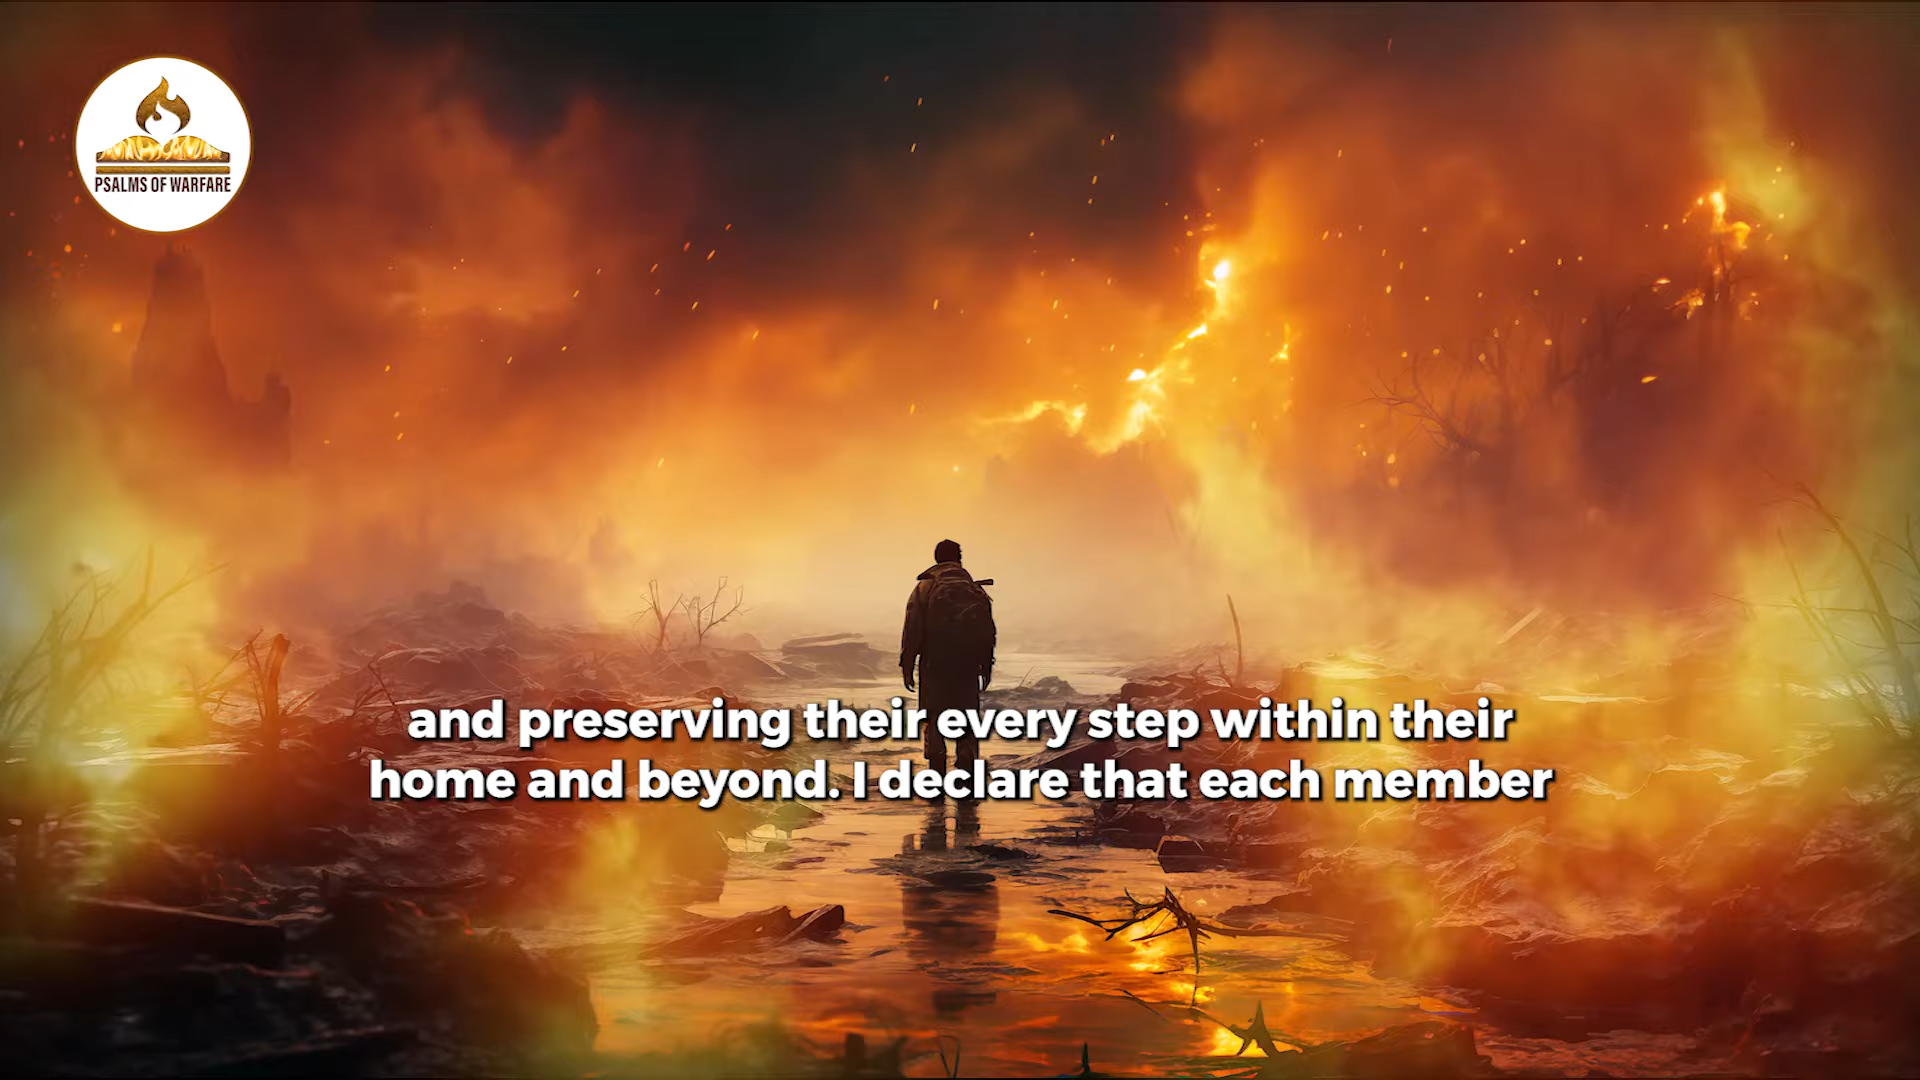 PSALMS OF WARFARE
and preserving their every step within their
home and beyond. I declare that each member